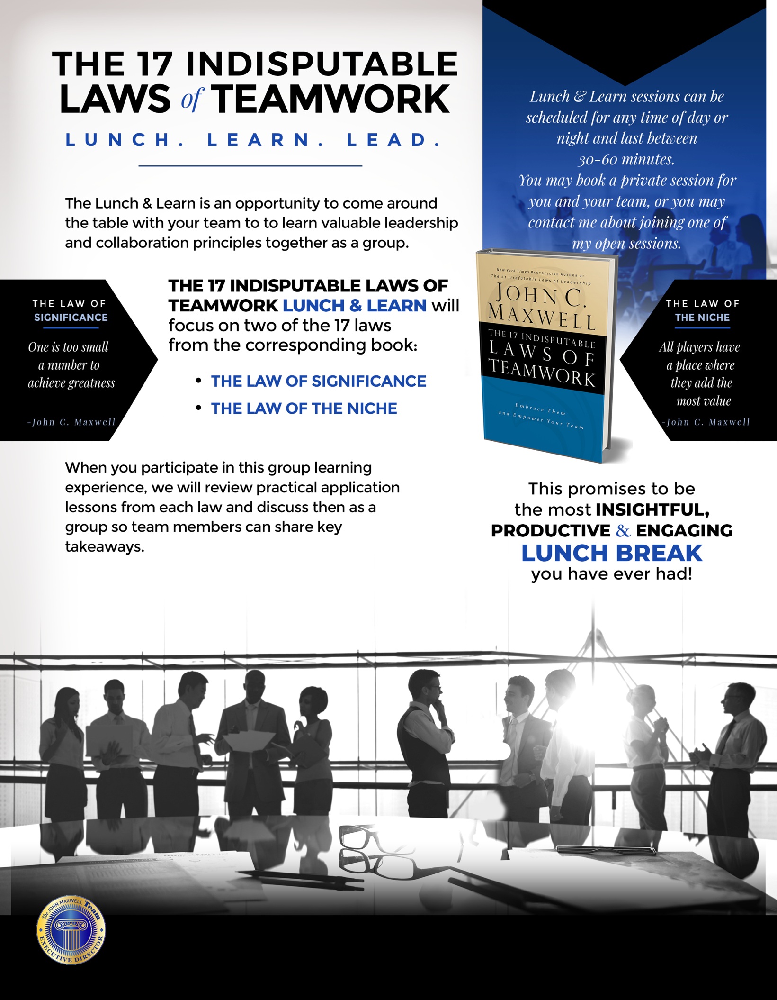 THE 17 INDISPUTABLE
LAWS of TEAMWORK
LUNCH. LEARN. LEAD.
The Lunch & Learn is an opportunity to come around
the table with your team to to learn valuable leadership
and collaboration principles together as a group.
Lunch & Learn sessions can be
scheduled for any time of day or
night and last between
30-60 minutes.
You may book a private session for
you and your team, or you may
contact me about joining one of
my open sessions.
THE LAW OF
SIGNIFICANCE
One is too small
a number to
achieve greatness
-John C. Maxwell
THE 17 INDISPUTABLE LAWS OF
TEAMWORK LUNCH & LEARN will
focus on two of the 17 laws
from the corresponding book:
• THE LAW OF SIGNIFICANCE
• THE LAW OF THE NICHE
New York Times BESTSELLING AUTHOR OF
The 21 Irrefutable Laws of Leadership
JOHN C.
MAXWELL
THE 17 INDISPUTABLE
LAWS OF
TEAMWORK
Embrace Them
and Empower Your Team
THE LAW OF
THE NICHE
All players have
a place where
they add the
most value
-John C. Maxwell
When you participate in this group learning
experience, we will review practical application
lessons from each law and discuss then as a
group so team members can share key
takeaways.
This promises to be
the most INSIGHTFUL,
PRODUCTIVE & ENGAGING
LUNCH BREAK
you have ever had!
The JOHN MAXWELL Team
EXECUTIVE DIRECTOR